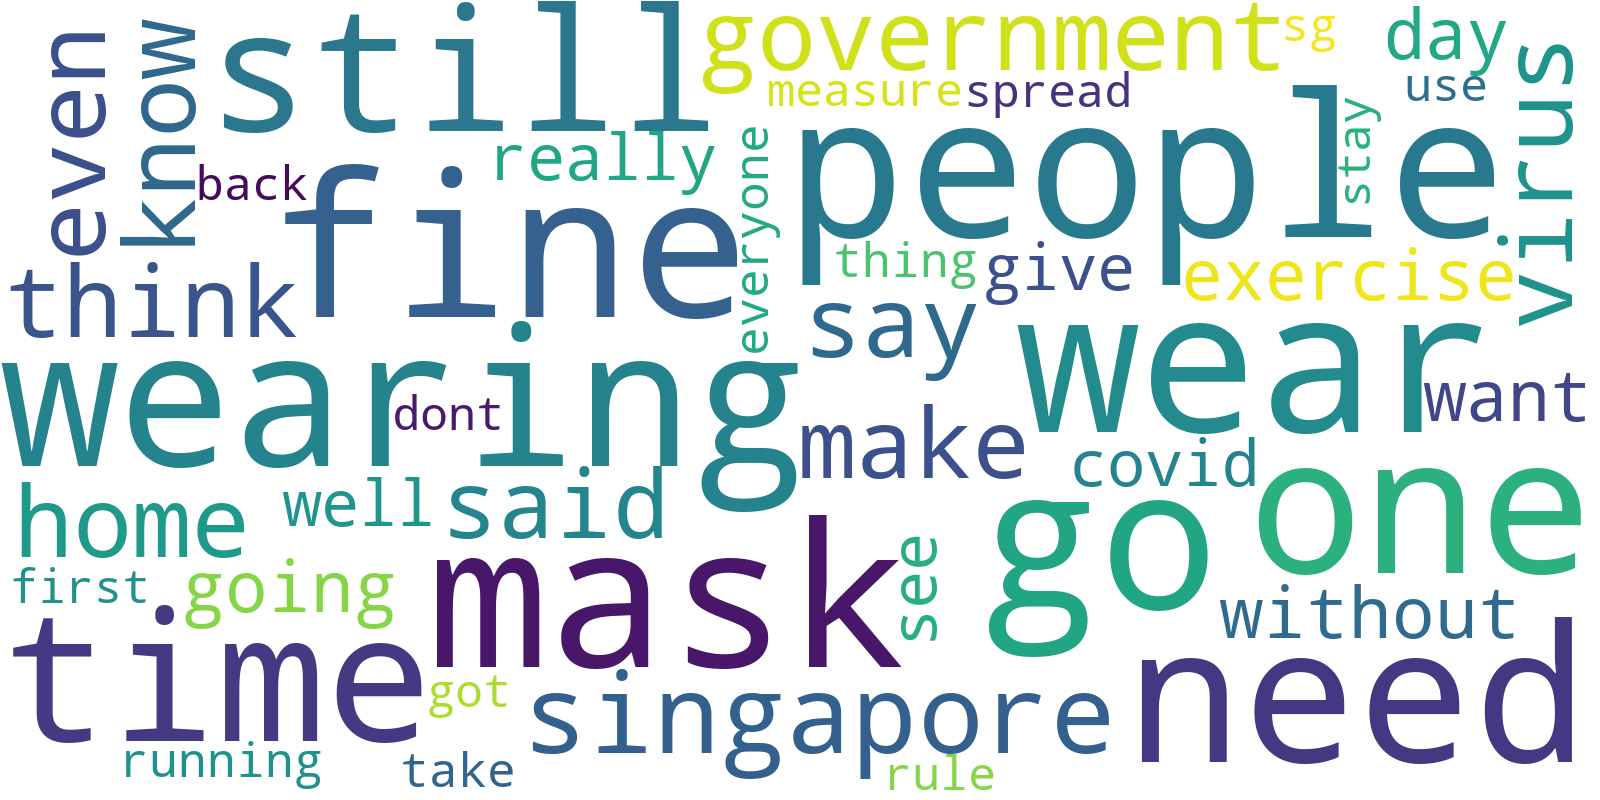 even
know
still
government
sg
day
measure
spread
use
virus
people
really
back
fine
everyone
stay
thing
give
exercise
think
say
wear
wearing
dont
want
make
covid
one
home
well
said
go
mask
see
first
going
without
time
need
got
singapore
running
take
rule